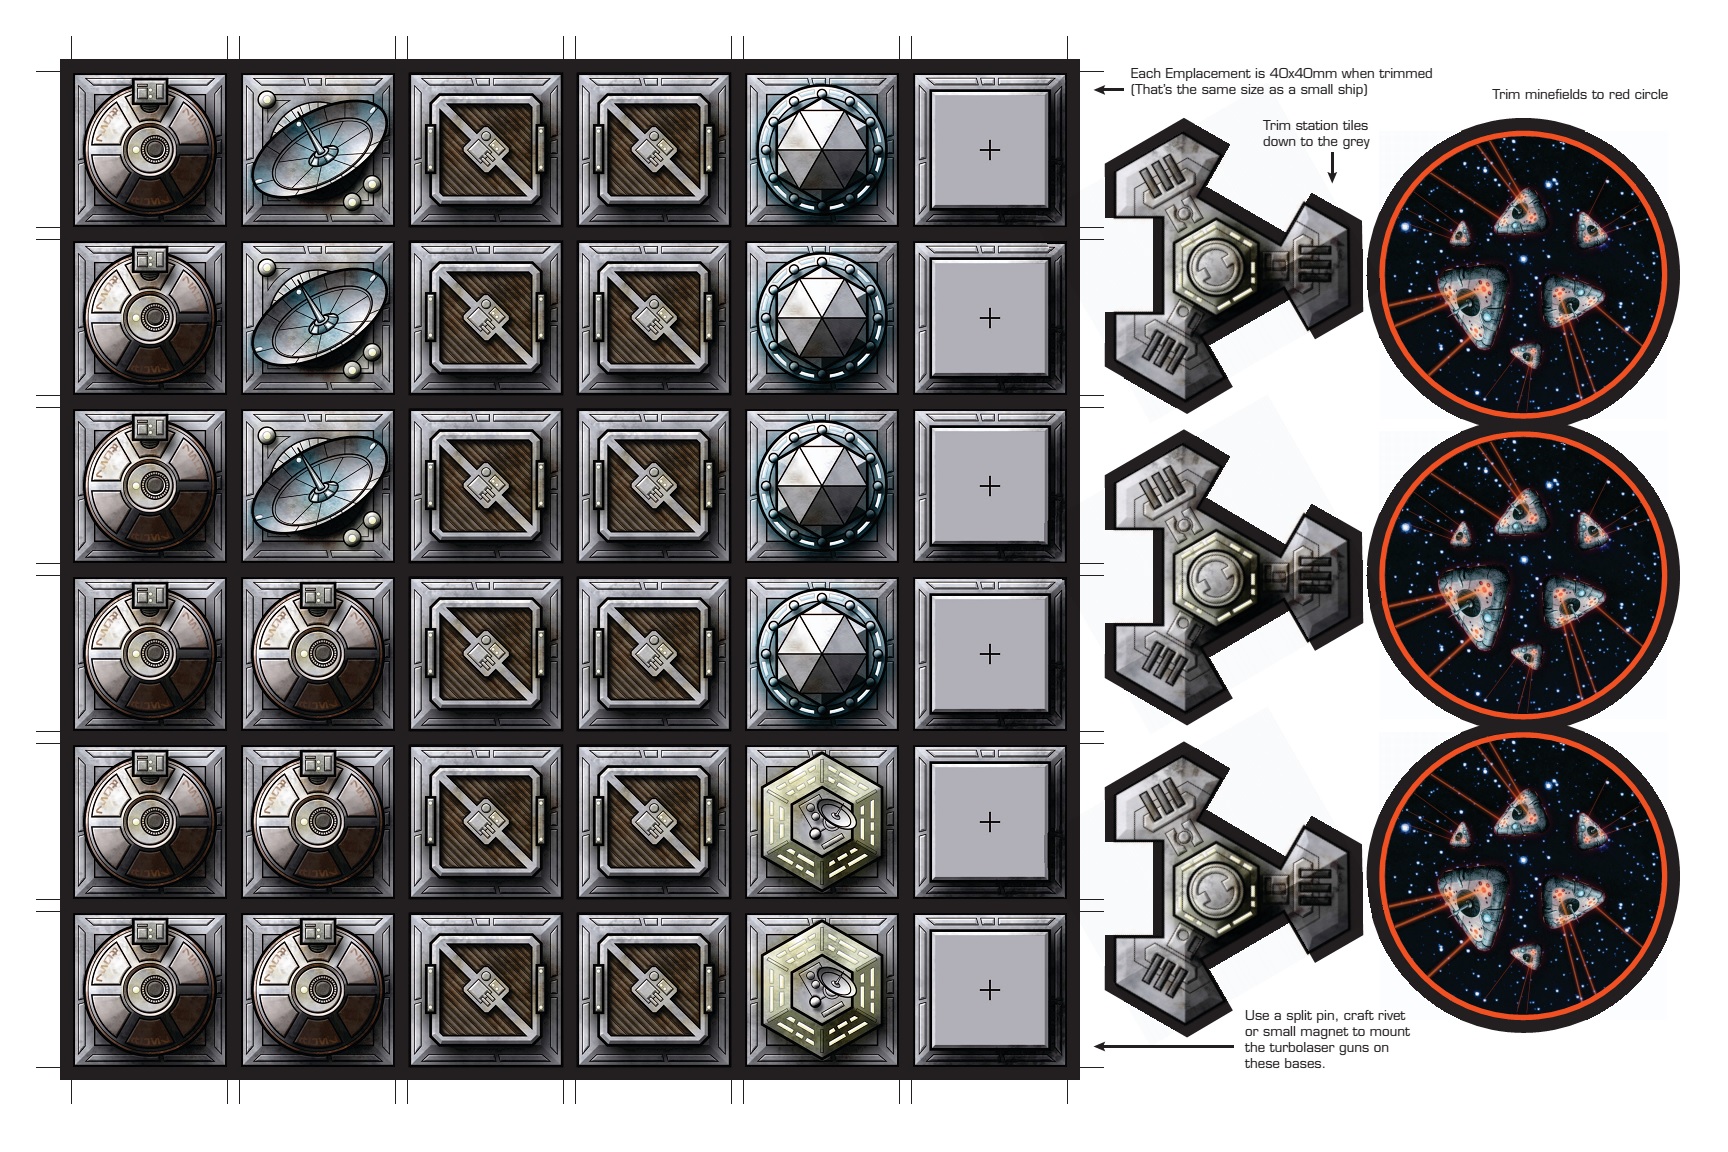 Each Emplacement is 40x40mm when trimmed
(That's the same size as a small ship)
Trim minefields to red circle
Trim station tiles
down to the grey
Use a split pin, craft rivet
or small magnet to mount
the turbolaser guns on
these bases.